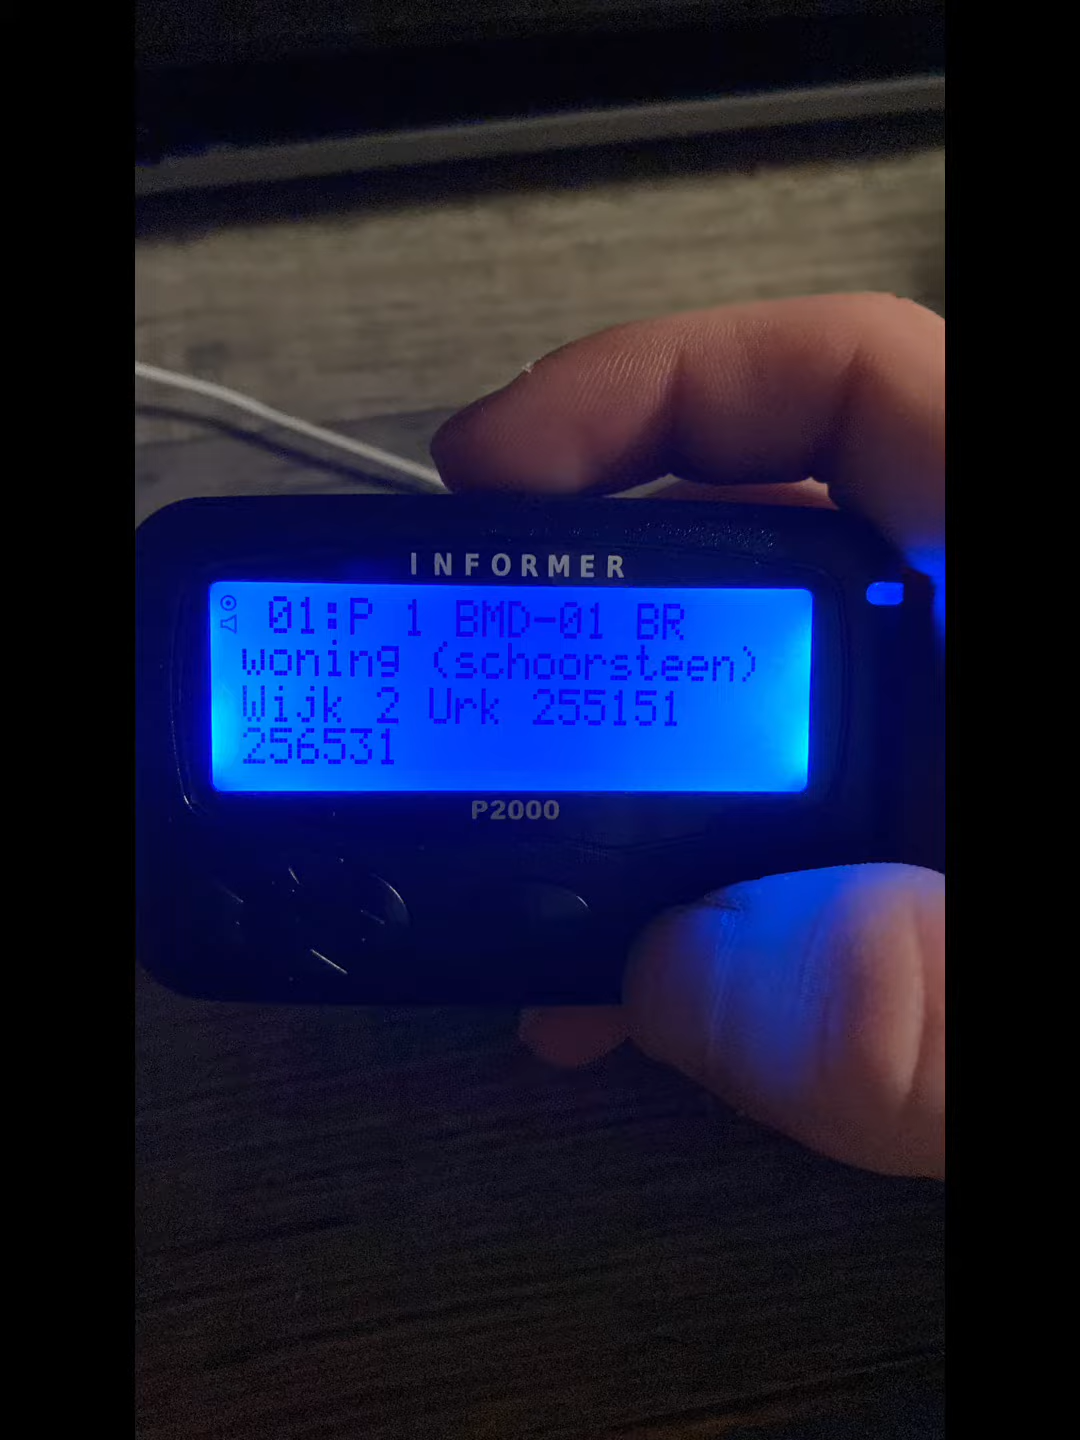 INFORMER
01:P 1 BMD-01 BR
woning (schoorsteen)
Wijk 2 Urk 255151
256531
P2000